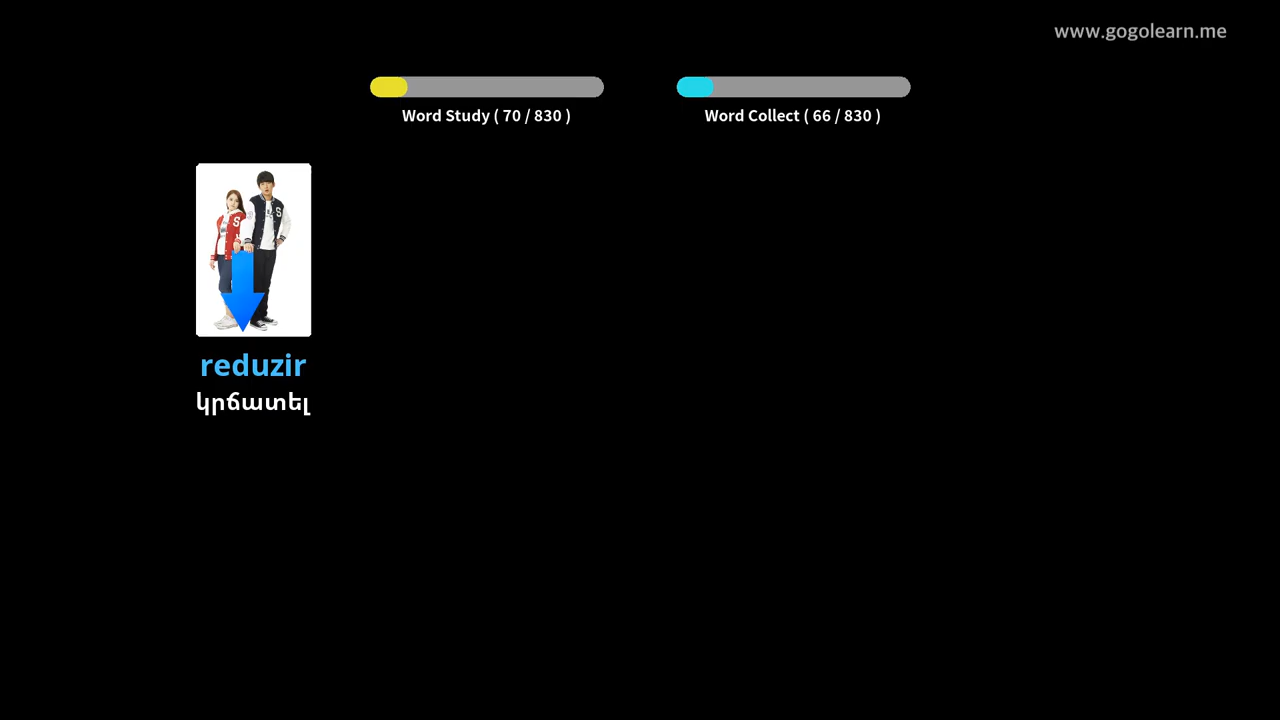 www.gogolearn.me
Word Study ( 70 / 830 )
Word Collect ( 66 / 830 )
S
S
reduzir
կրճատել